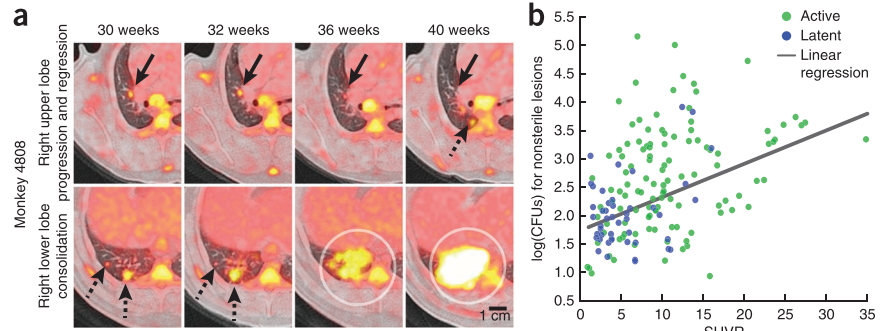 a
30 weeks
32 weeks
36 weeks
40 weeks
Monkey 4808
Right upper lobe
progression and regression
Right lower lobe
consolidation
1 cm
b
Active
Latent
Linear
regression
log(CFUs) for nonsterile lesions
5.5
5.0
4.5
4.0
3.5
3.0
2.5
2.0
1.5
1.0
0.5
0
5
10
15
20
25
30
35
SUVR